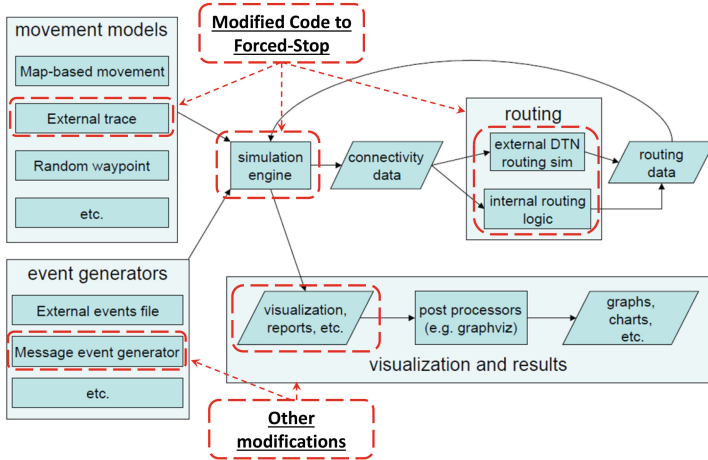 movement models
Map-based movement
External trace
Random waypoint
etc.
Modified Code to
Forced-Stop
simulation
engine
connectivity
data
routing
external DTN
routing sim
internal routing
logic
routing
data
event generators
External events file
Message event generator
etc.
visualization,
reports, etc.
post processors
(e.g. graphviz)
graphs,
charts,
etc.
visualization and results
Other
modifications